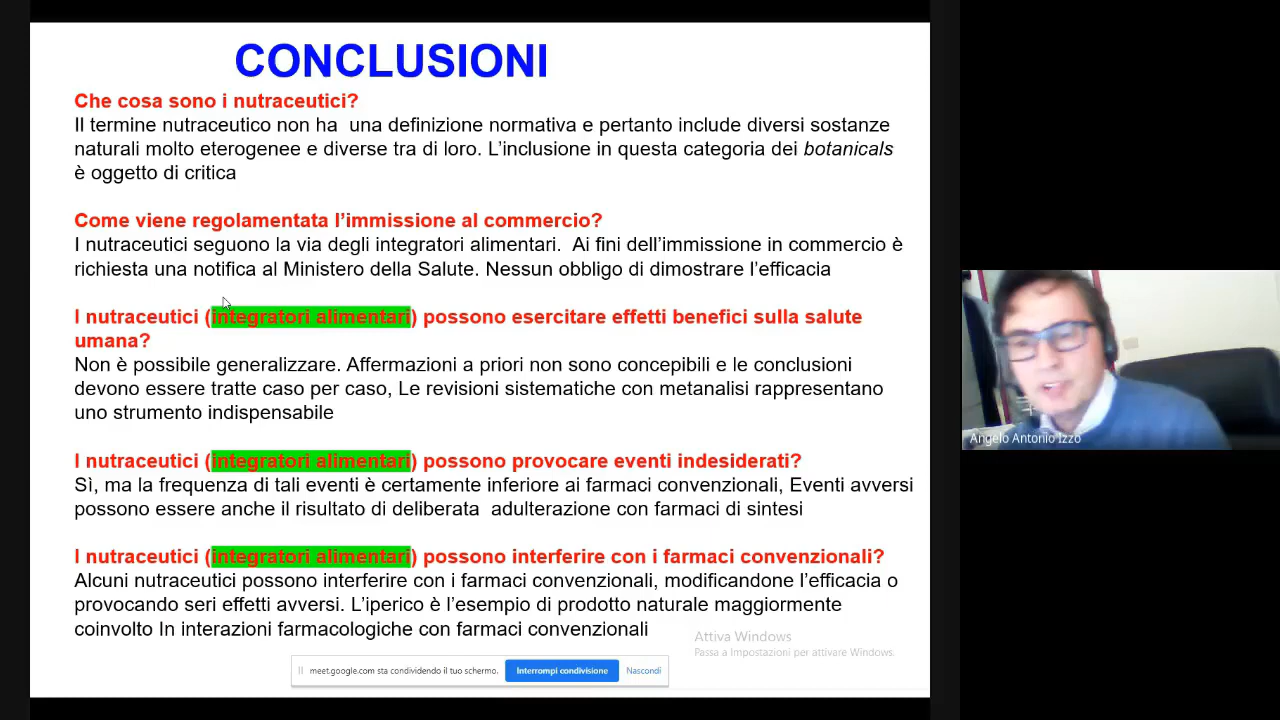 CONCLUSIONI
Che cosa sono i nutraceutici?
Il termine nutraceutico non ha una definizione normativa e pertanto include diversi sostanze
naturali molto eterogenee e diverse tra di loro. L'inclusione in questa categoria dei botanicals
è oggetto di critica
Come viene regolamentata l'immissione al commercio?
I nutraceutici seguono la via degli integratori alimentari. Ai fini dell'immissione in commercio è
richiesta una notifica al Ministero della Salute. Nessun obbligo di dimostrare l'efficacia
I nutraceutici (integratori alimentari) possono esercitare effetti benefici sulla salute
umana?
Non è possibile generalizzare. Affermazioni a priori non sono concepibili e le conclusioni
devono essere tratte caso per caso, Le revisioni sistematiche con metanalisi rappresentano
uno strumento indispensabile
I nutraceutici (integratori alimentari) possono provocare eventi indesiderati?
Sì, ma la frequenza di tali eventi è certamente inferiore ai farmaci convenzionali, Eventi avversi
possono essere anche il risultato di deliberata adulterazione con farmaci di sintesi
I nutraceutici (integratori alimentari) possono interferire con i farmaci convenzionali?
Alcuni nutraceutici possono interferire con i farmaci convenzionali, modificandone l'efficacia o
provocando seri effetti avversi. L'iperico è l'esempio di prodotto naturale maggiormente
coinvolto In interazioni farmacologiche con farmaci convenzionali
Attiva Windows
Passa a Impostazioni per attivare Windows.
meet.google.com sta condividendo il tuo schermo.
Interrompi condivisione
Nascondi
Angelo Antonio Izzo